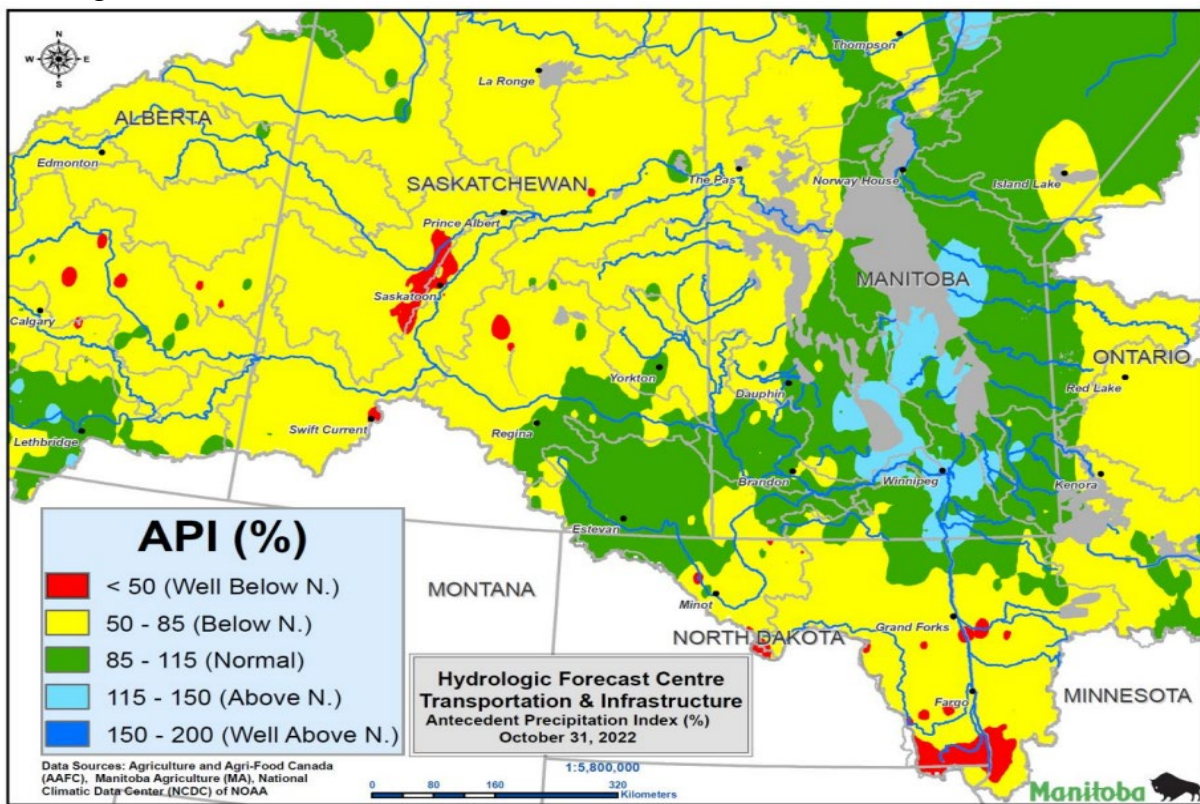 N
W
E
S
Thompson
La Ronge
ALBERTA
Edmonton
SASKATCHEWAN
The Pas
Norway House
Island Lake
Prince Albert
MANITOBA
Saskatoon
Calgary
ONTARIO
Yorkton
Dauphin
Red Lake
Lethbridge
Swift Current
Regina
Brandon
Winnipeg
Kenora
Estevan
MONTANA
Minot
Grand Forks
NORTH DAKOTA
Fargo
MINNESOTA
API (%)
< 50 (Well Below N.)
50 - 85 (Below N.)
85 - 115 (Normal)
115 - 150 (Above N.)
150 - 200 (Well Above N.)
Data Sources: Agriculture and Agri-Food Canada
(AAFC), Manitoba Agriculture (MA), National
Climatic Data Center (NCDC) of NOAA
Hydrologic Forecast Centre
Transportation & Infrastructure
Antecedent Precipitation Index (%)
October 31, 2022
1:5,800,000
0 80 160 320
Kilometers
Manitoba